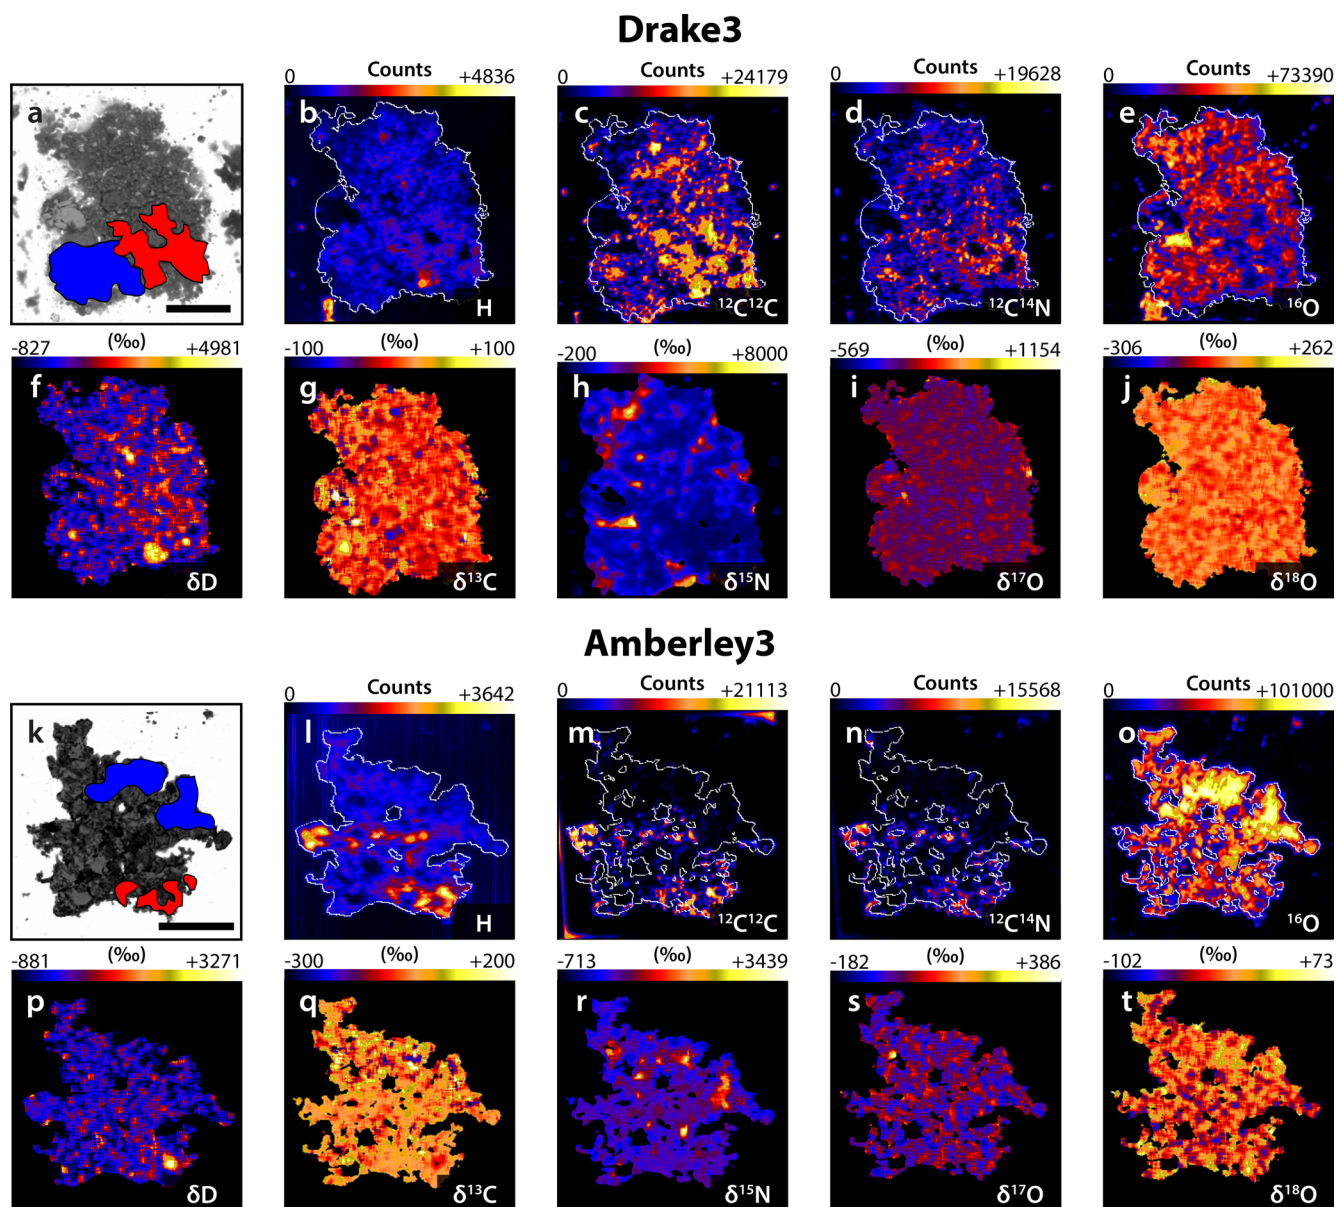 Drake3
0 Counts +4836
0 Counts +24179
0 Counts +19628
0 Counts +73390
a
b
H
c
¹²C¹²C
d
¹²C¹⁴N
e
¹⁶O
-827 (‰) +4981
-100 (‰) +100
-200 (‰) +8000
-569 (‰) +1154
-306 (‰) +262
f
δD
g
δ¹³C
h
δ¹⁵N
i
δ¹⁷O
j
δ¹⁸O
Amberley3
0 Counts +3642
0 Counts +21113
0 Counts +15568
0 Counts +101000
k
l
H
m
¹²C¹²C
n
¹²C¹⁴N
o
¹⁶O
-881 (‰) +3271
-300 (‰) +200
-713 (‰) +3439
-182 (‰) +386
-102 (‰) +73
p
δD
q
δ¹³C
r
δ¹⁵N
s
δ¹⁷O
t
δ¹⁸O